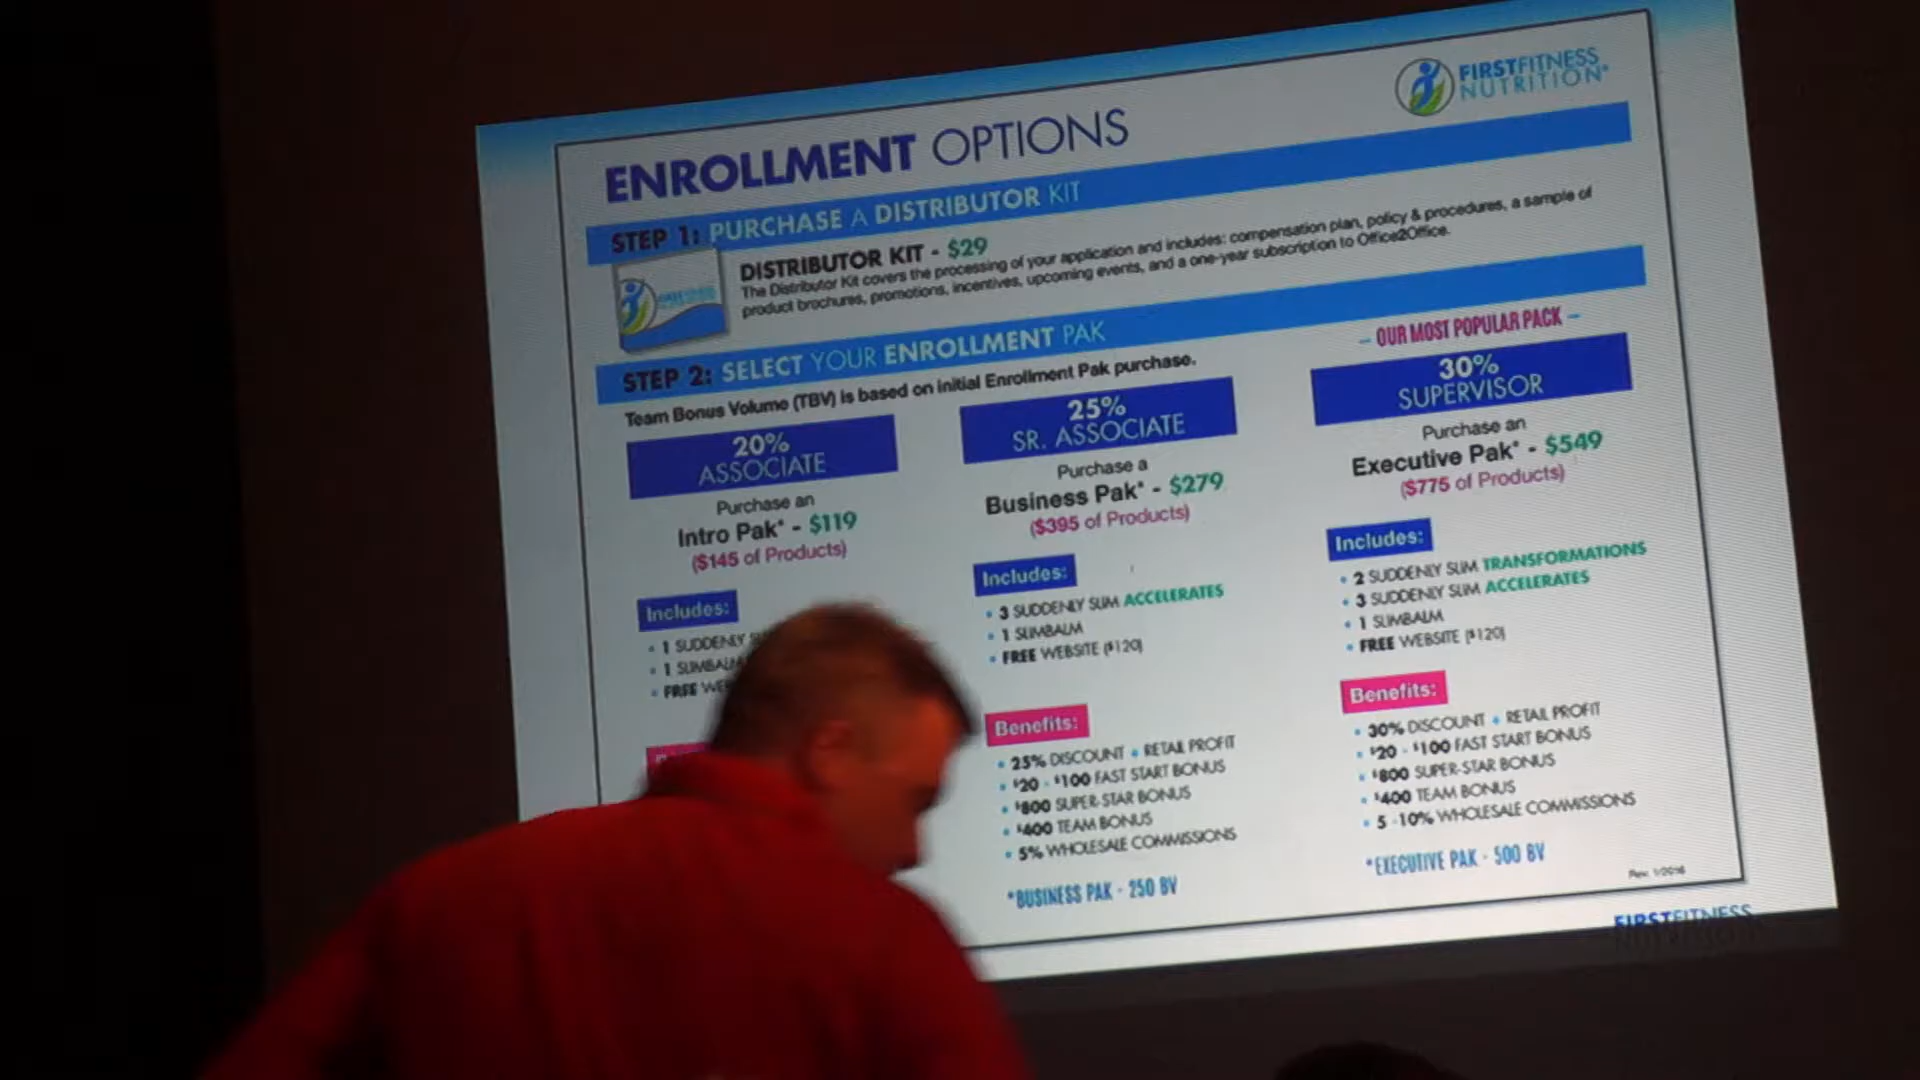 FIRSTFITNESS
NUTRITION®
ENROLLMENT OPTIONS
STEP 1: PURCHASE A DISTRIBUTOR KIT
DISTRIBUTOR KIT - $29
The Distributor Kit covers the processing of your application and includes: compensation plan, policy & procedures, a sample of
product brochures, promotions, incentives, upcoming events, and a one-year subscription to Office2Office.
STEP 2: SELECT YOUR ENROLLMENT PAK
Team Bonus Volume (TBV) is based on initial Enrollment Pak purchase.
20%
ASSOCIATE
Purchase an
Intro Pak* - $119
($145 of Products)
Includes:
• 1 SUDDENLY
• 1 SLIMBALM
• FREE
25%
SR. ASSOCIATE
Purchase a
Business Pak* - $279
($395 of Products)
Includes:
• 3 SUDDENLY SLIM ACCELERATES
• 1 SLIMBALM
• FREE WEBSITE ($120)
Benefits:
• 25% DISCOUNT + RETAIL PROFIT
• $20 - $100 FAST START BONUS
• $800 SUPER-STAR BONUS
• $400 TEAM BONUS
• 5% WHOLESALE COMMISSIONS
*BUSINESS PAK - 250 BV
– OUR MOST POPULAR PACK –
30%
SUPERVISOR
Purchase an
Executive Pak* - $549
($775 of Products)
Includes:
• 2 SUDDENLY SLIM TRANSFORMATIONS
• 3 SUDDENLY SLIM ACCELERATES
• 1 SLIMBALM
• FREE WEBSITE ($120)
Benefits:
• 30% DISCOUNT + RETAIL PROFIT
• $20 - $100 FAST START BONUS
• $800 SUPER-STAR BONUS
• $400 TEAM BONUS
• 5 -10% WHOLESALE COMMISSIONS
*EXECUTIVE PAK - 500 BV
Rev. 1/2016
FIRSTFITNESS
NUTRITION